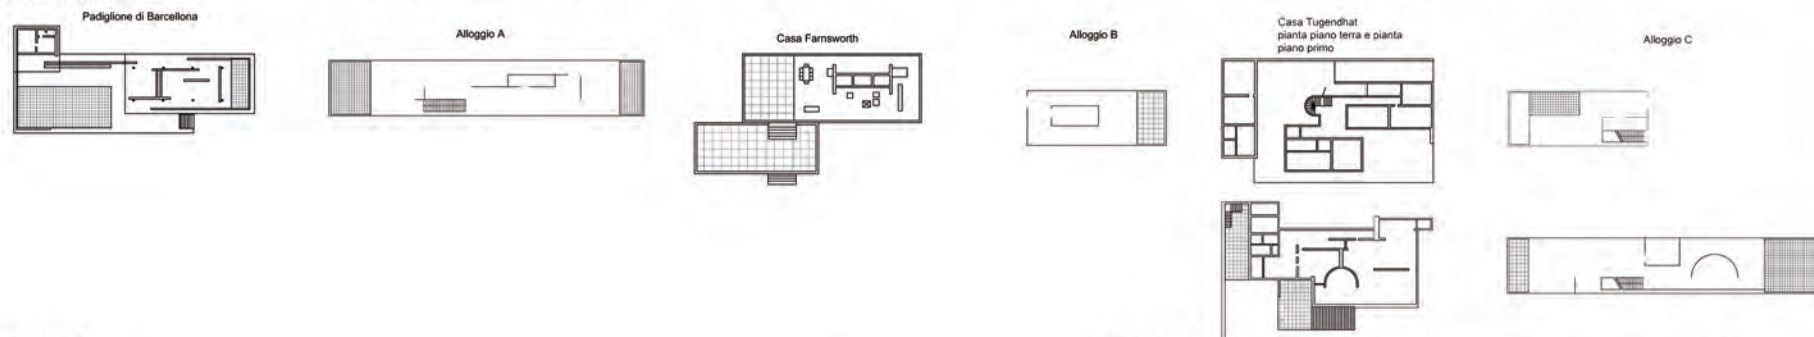 Padiglione di Barcellona
Alloggio A
Casa Farnsworth
Alloggio B
Casa Tugendhat
pianta piano terra e pianta
piano primo
Alloggio C